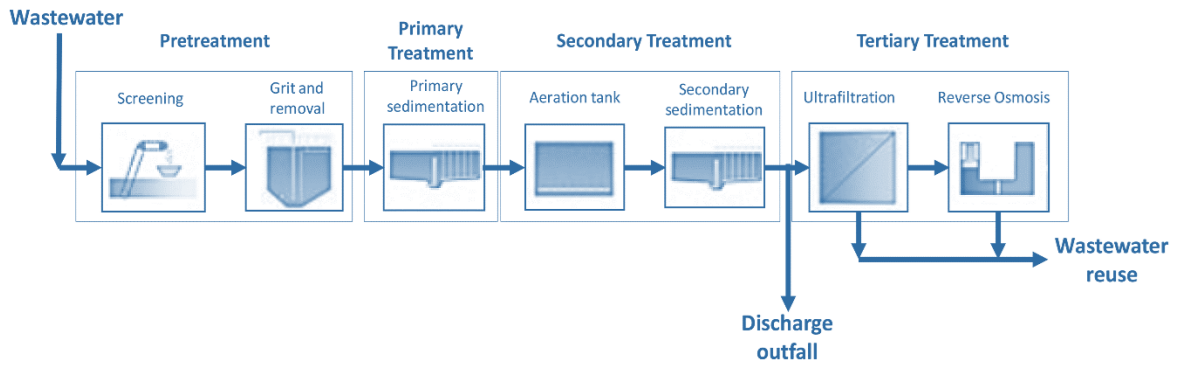 Wastewater
Pretreatment
Primary
Treatment
Secondary Treatment
Tertiary Treatment
Screening
Grit and
removal
Primary
sedimentation
Aeration tank
Secondary
sedimentation
Ultrafiltration
Reverse Osmosis
Wastewater
reuse
Discharge
outfall